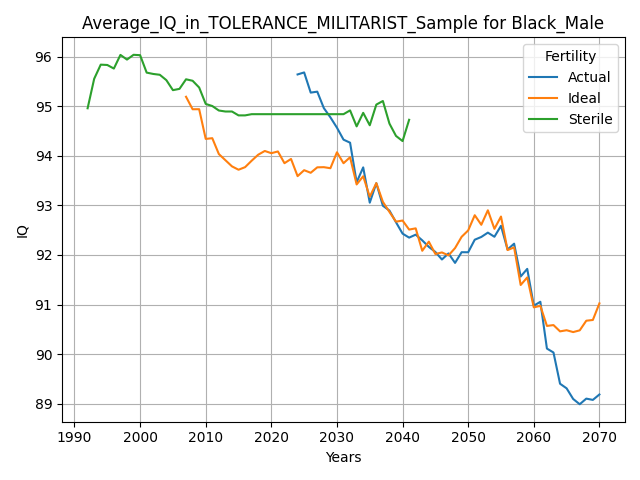 Average_IQ_in_TOLERANCE_MILITARIST_Sample for Black_Male
Fertility
Actual
Ideal
Sterile
IQ
96
95
94
93
92
91
90
89
1990 2000 2010 2020 2030 2040 2050 2060 2070
Years